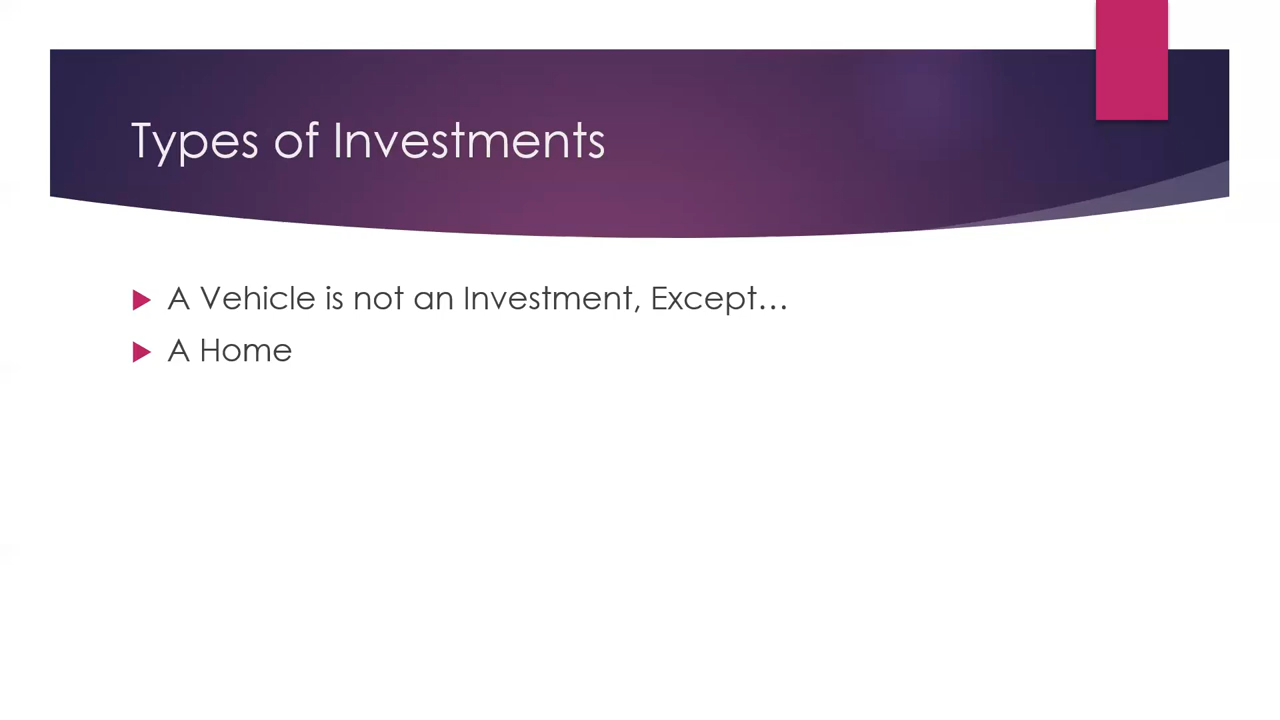 Types of Investments
A Vehicle is not an Investment, Except…
A Home